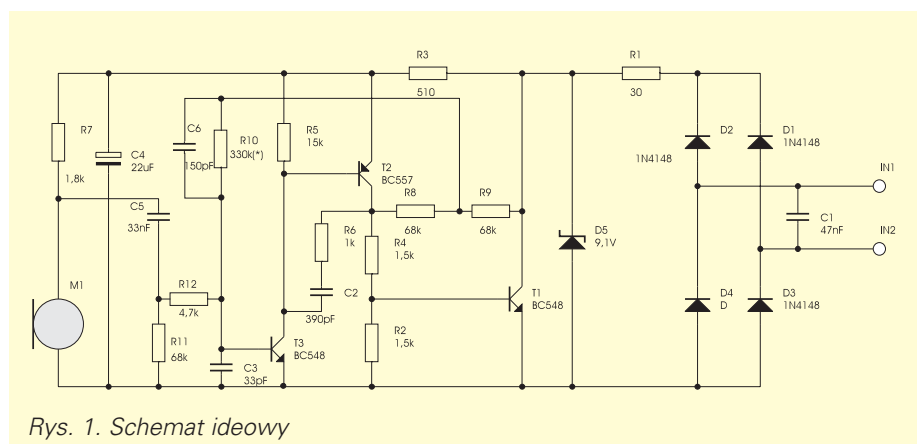 R3
510
R1
30
R7
1,8k
C4
22uF
C6
150pF
R10
330k(*)
R5
15k
T2
BC557
D2
1N4148
D1
1N4148
IN1
C5
33nF
R8
68k
R9
68k
R6
1k
R4
1,5k
D5
9,1V
C1
47nF
IN2
M1
R12
4,7k
C2
390pF
T1
BC548
D4
D
D3
1N4148
R11
68k
T3
BC548
R2
1,5k
C3
33pF
Rys. 1. Schemat ideowy